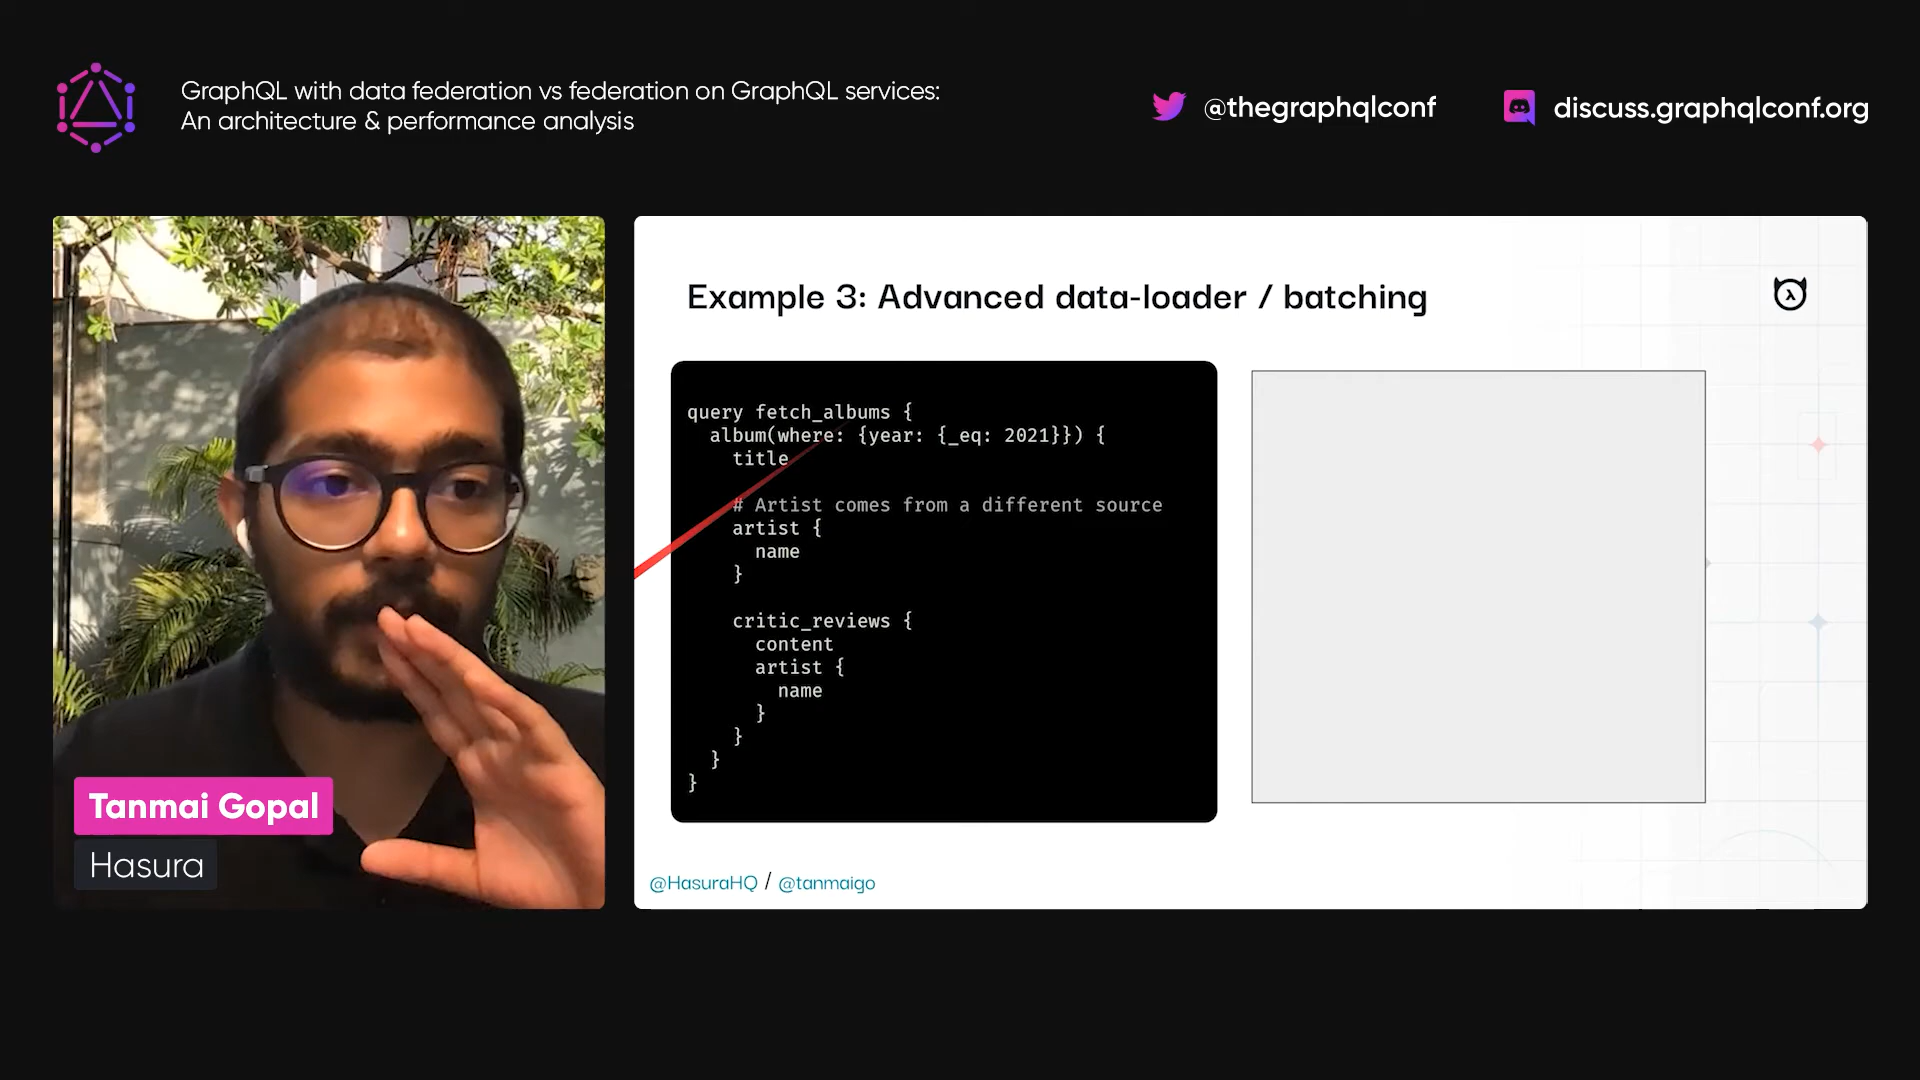 GraphQL with data federation vs federation on GraphQL services:
An architecture & performance analysis
@thegraphqlconf
discuss.graphqlconf.org
Tanmai Gopal
Hasura
Example 3: Advanced data-loader / batching
query fetch_albums {
album(where: {year: {_eq: 2021}}) {
title
# Artist comes from a different source
artist {
name
}
critic_reviews {
content
artist {
name
}
}
}
}
@HasuraHQ / @tanmaigo